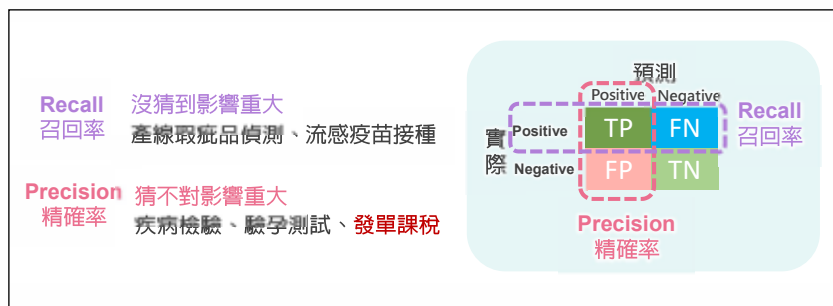 Recall
召回率
沒猜到影響重大
產線瑕疵品偵測、流感疫苗接種
Precision
精確率
猜不對影響重大
疾病檢驗、驗孕測試、發單課稅
預測
Positive Negative
實際
Positive TP FN
Negative FP TN
Recall
召回率
Precision
精確率